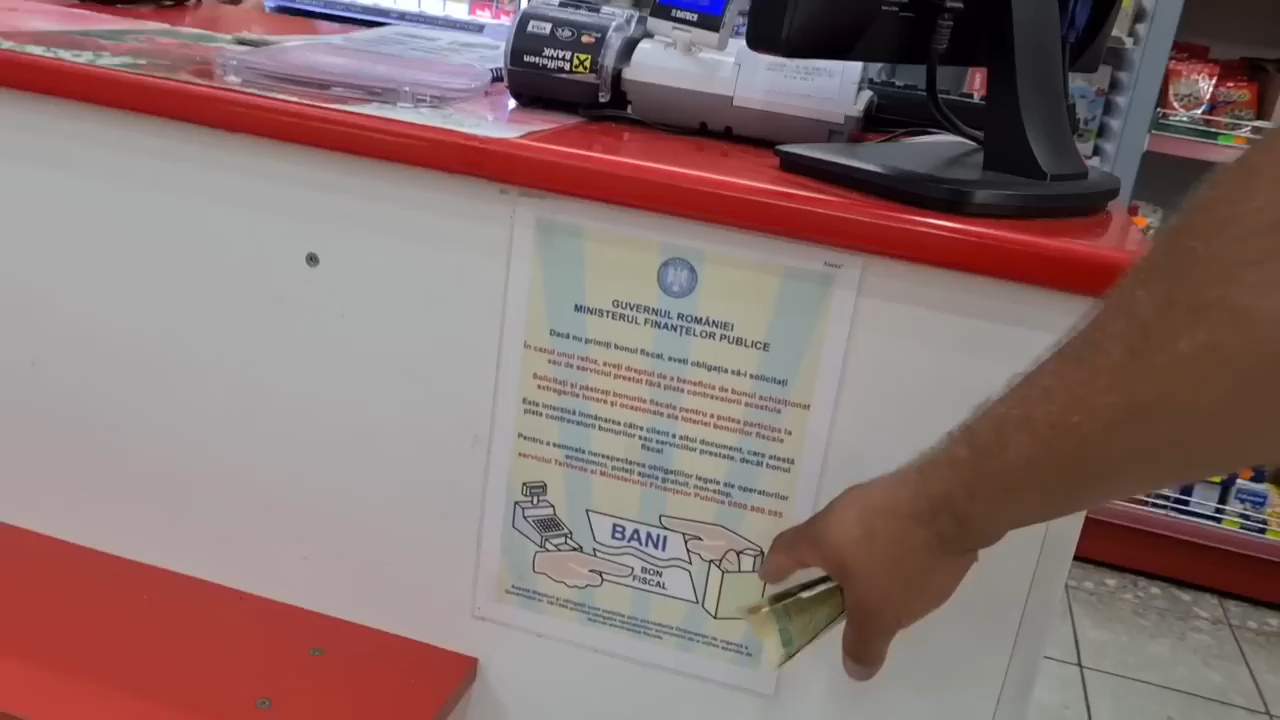 DATECS
VISA
Raiffeisen
BANK
Anexa
GUVERNUL ROMÂNIEI
MINISTERUL FINANȚELOR PUBLICE
Dacă nu primiți bonul fiscal, aveți obligația să-l solicitați
În cazul unui refuz, aveți dreptul de a beneficia de bunul achiziționat
sau de serviciul prestat fără plata contravalorii acestuia
Solicitați și păstrați bonurile fiscale pentru a putea participa la
extragerile lunare și ocazionale ale loteriei bonurilor fiscale
Este interzisă înmânarea către client a altui document, care atestă
plata contravalorii bunurilor sau serviciilor prestate, decât bonul
fiscal
Pentru a semnala nerespectarea obligațiilor legale ale operatorilor
economici, puteți apela gratuit, non-stop,
serviciul TelVerde al Ministerului Finanțelor Publice 0800.800.085
BANI
BON
FISCAL